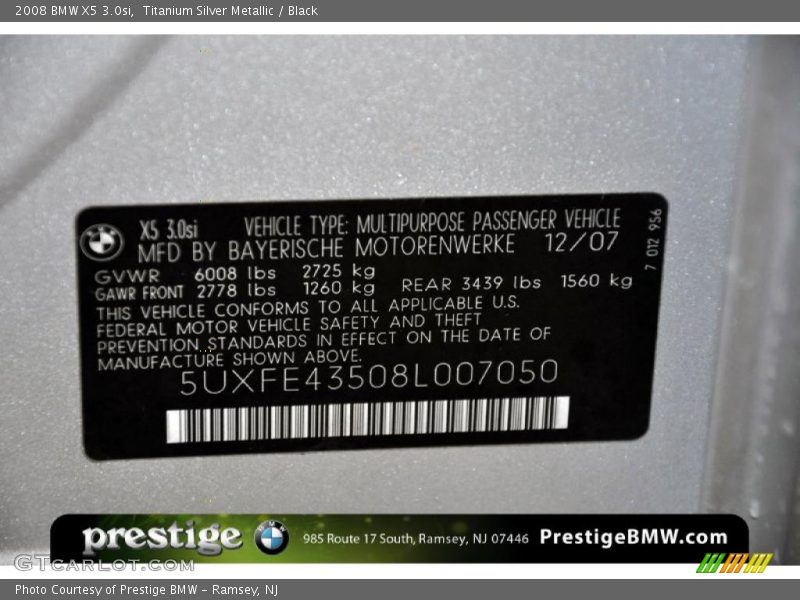 2008 BMW X5 3.0si,  Titanium Silver Metallic / Black
X5 3.0si VEHICLE TYPE: MULTIPURPOSE PASSENGER VEHICLE
MFD BY BAYERISCHE MOTORENWERKE 12/07
GVWR 6008 lbs 2725 kg
GAWR FRONT 2778 lbs 1260 kg REAR 3439 lbs 1560 kg
THIS VEHICLE CONFORMS TO ALL APPLICABLE U.S.
FEDERAL MOTOR VEHICLE SAFETY AND THEFT
PREVENTION STANDARDS IN EFFECT ON THE DATE OF
MANUFACTURE SHOWN ABOVE.
5UXFE43508L007050
7 012 956
prestige BMW 985 Route 17 South, Ramsey, NJ 07446 PrestigeBMW.com
GTcarlot.com
Photo Courtesy of Prestige BMW - Ramsey, NJ